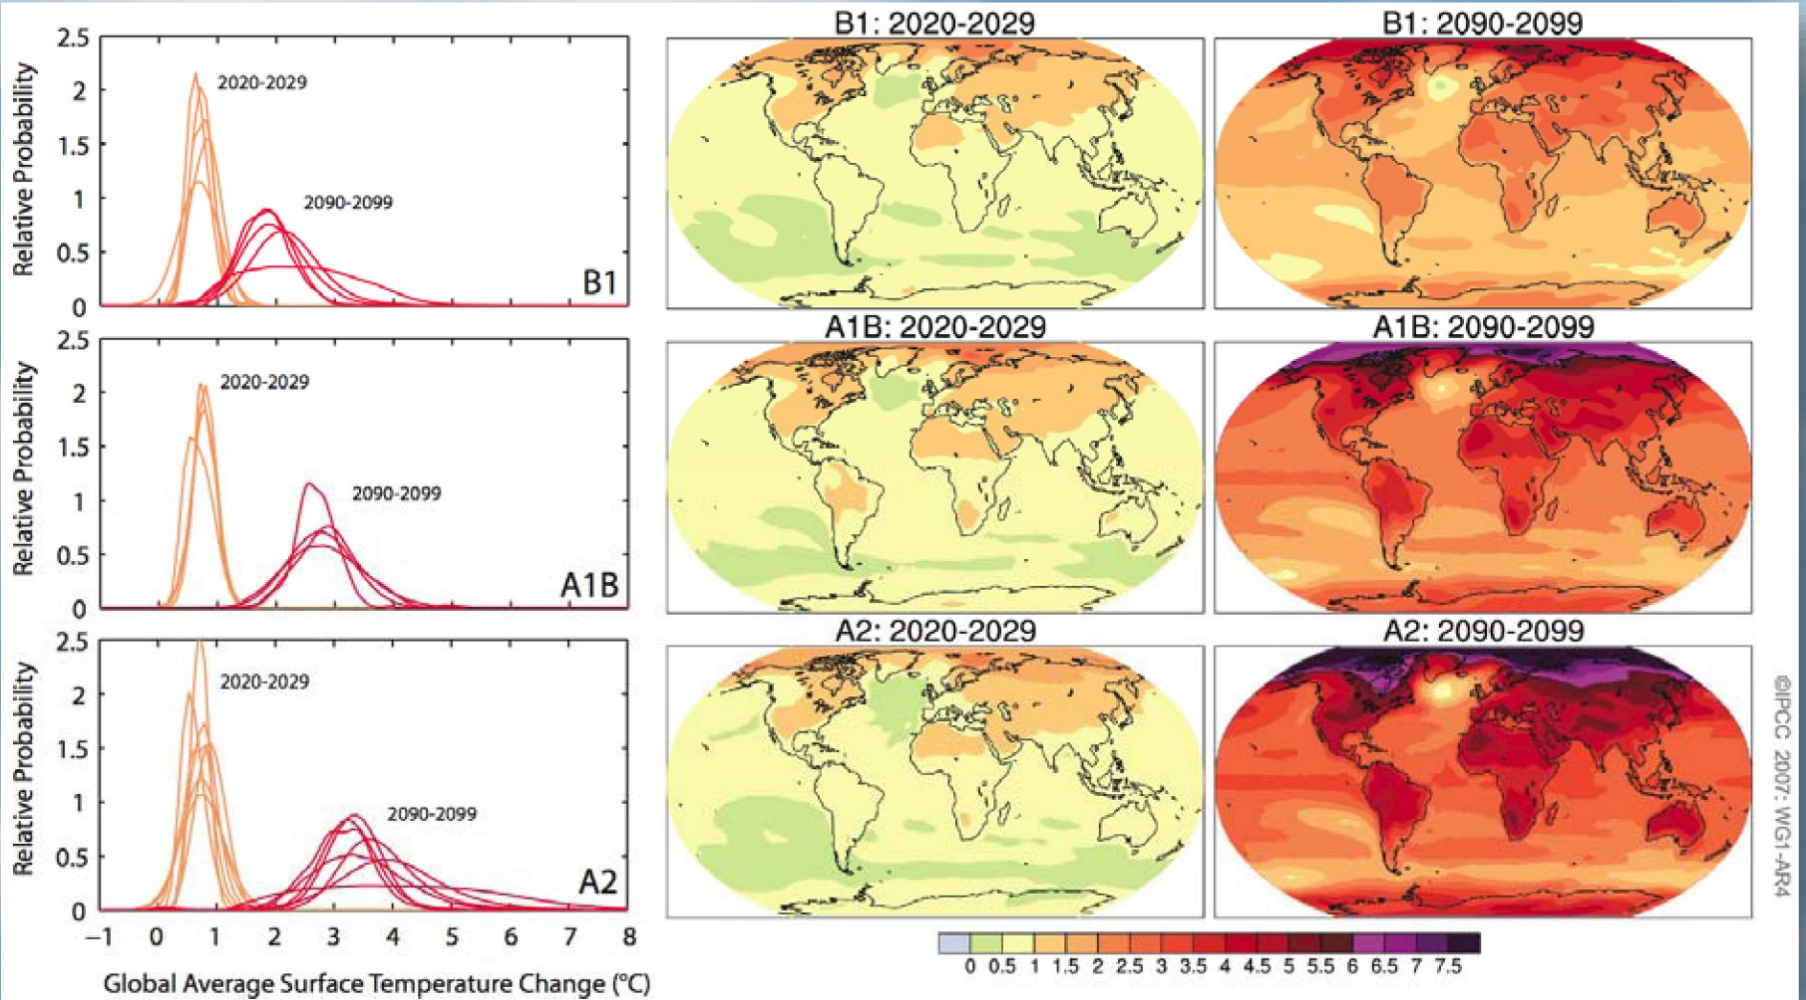 B1: 2020-2029
B1: 2090-2099
2.5
2
1.5
1
0.5
0
Relative Probability
2020-2029
2090-2099
B1
A1B: 2020-2029
A1B: 2090-2099
2.5
2
1.5
1
0.5
0
Relative Probability
2020-2029
2090-2099
A1B
A2: 2020-2029
A2: 2090-2099
2.5
2
1.5
1
0.5
0
Relative Probability
2020-2029
2090-2099
A2
−1 0 1 2 3 4 5 6 7 8
Global Average Surface Temperature Change (°C)
0 0.5 1 1.5 2 2.5 3 3.5 4 4.5 5 5.5 6 6.5 7 7.5
©IPCC 2007: WG1-AR4